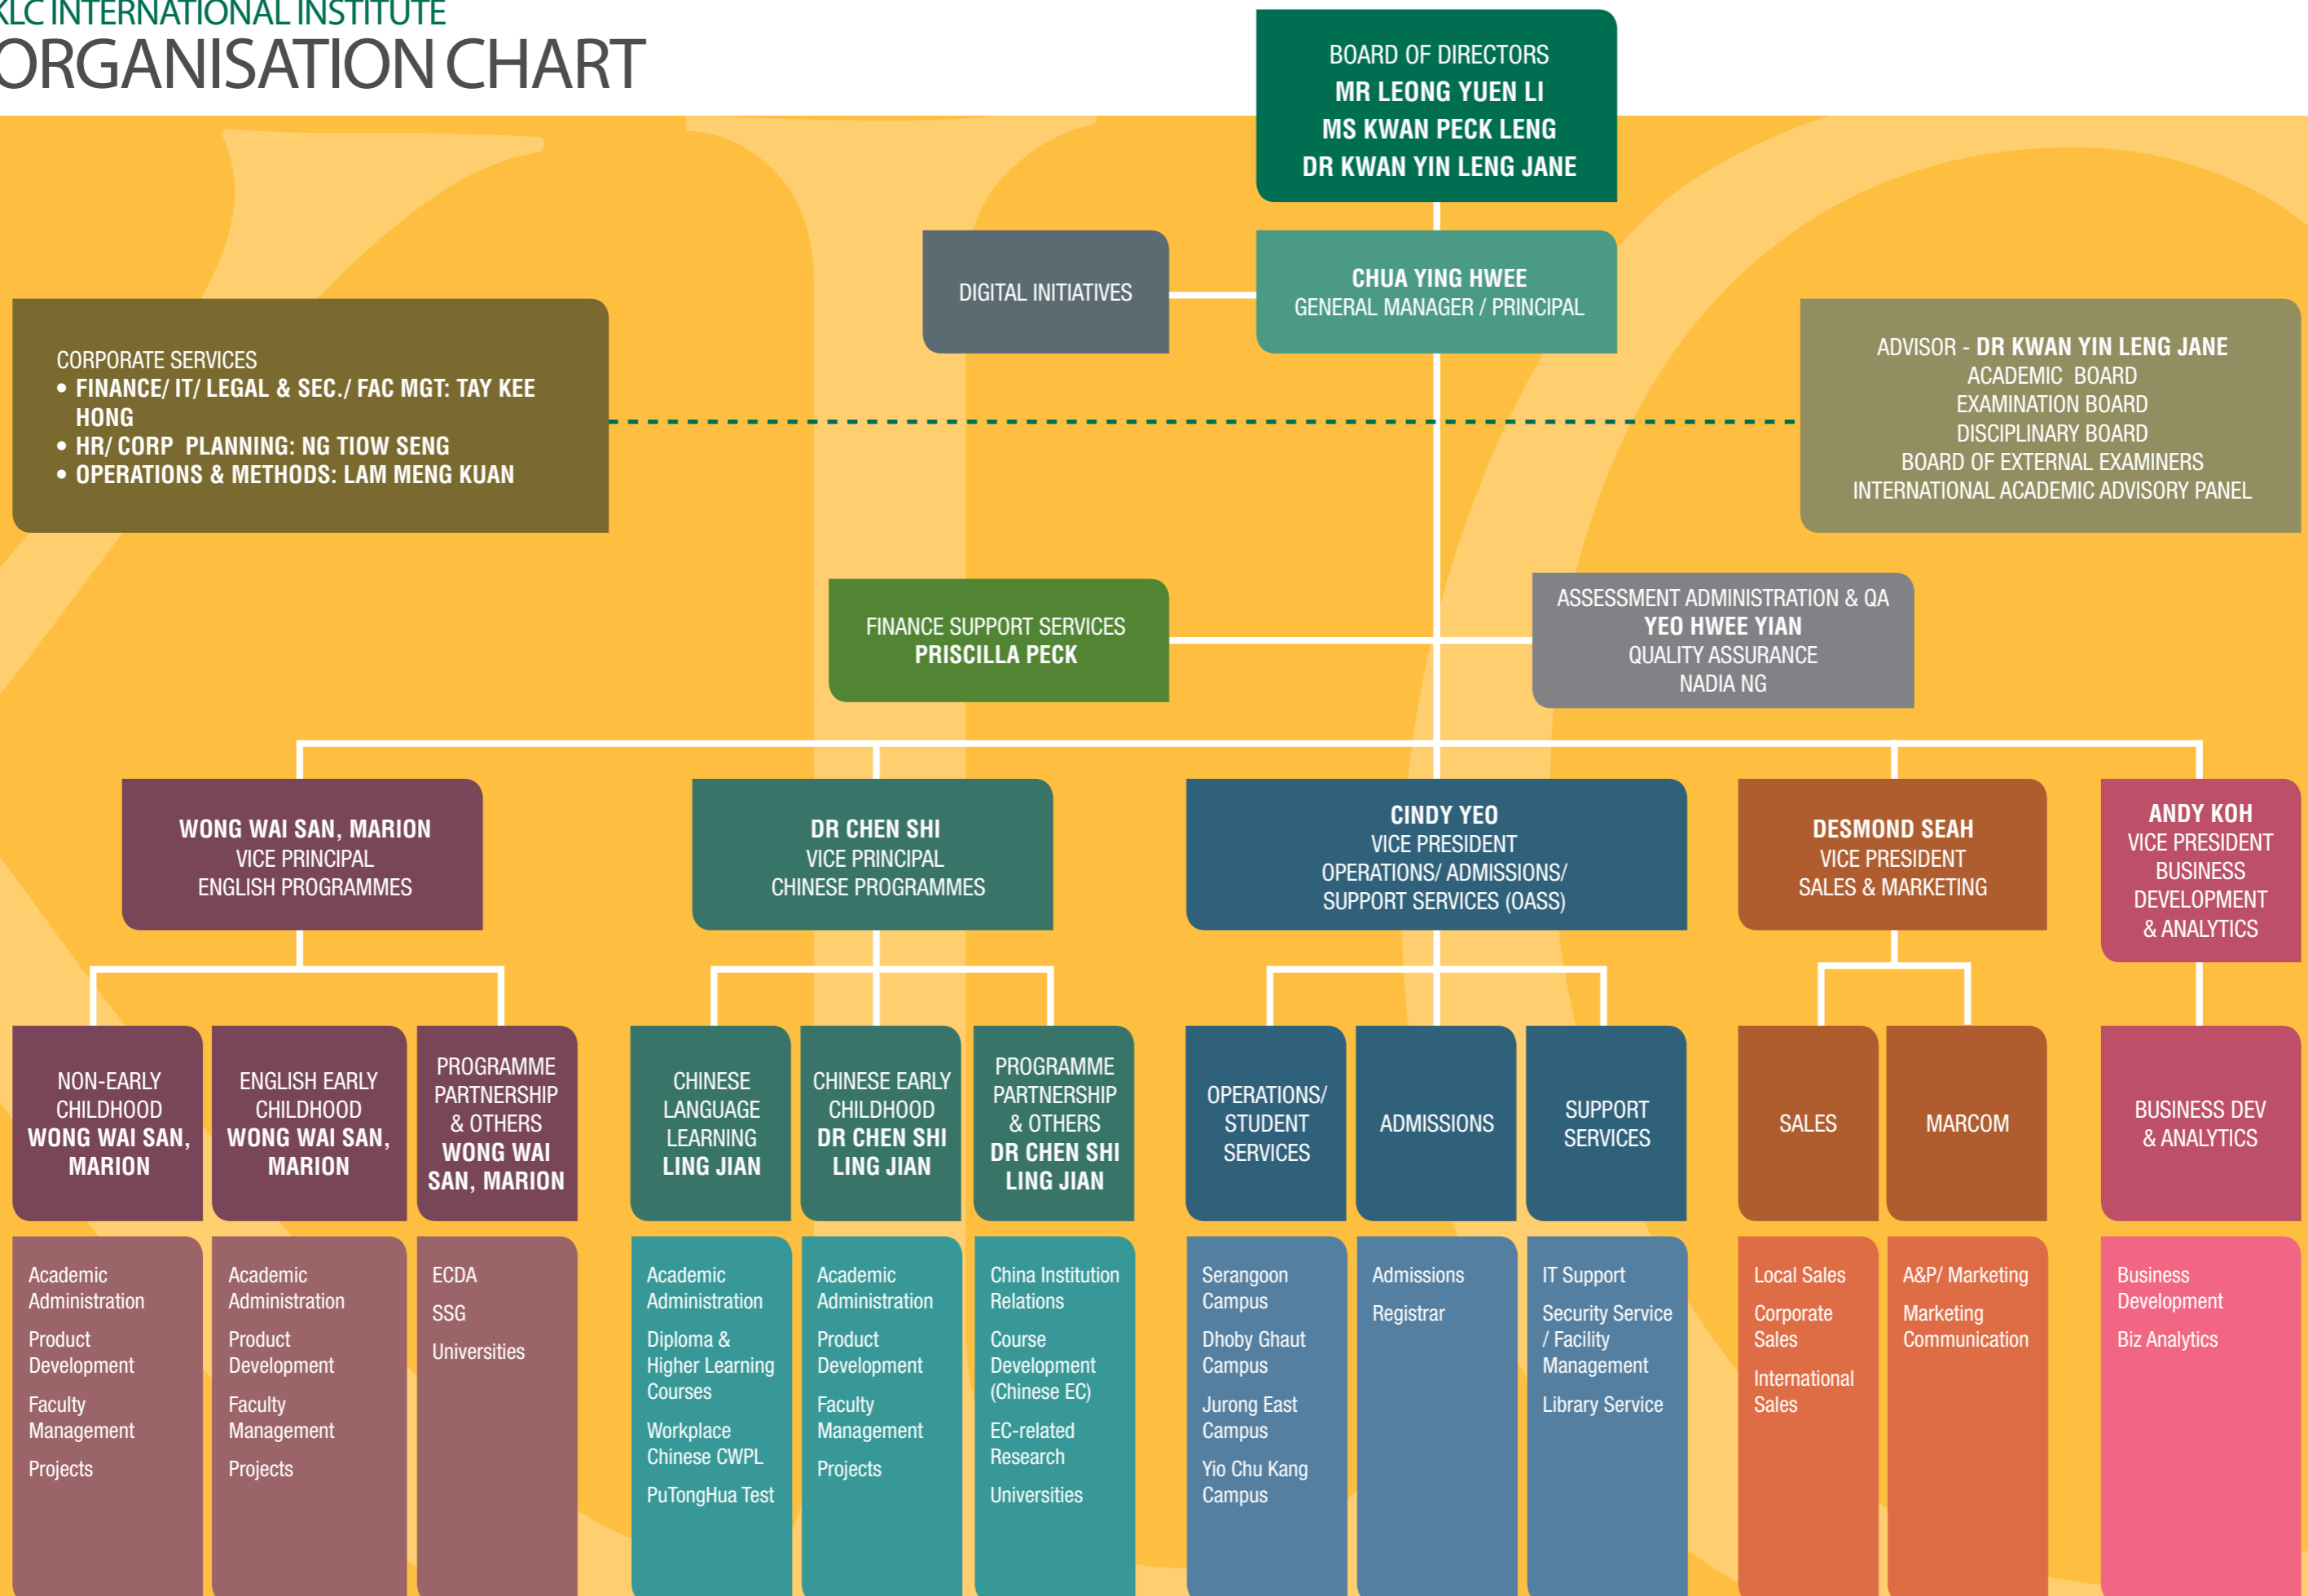 KLC INTERNATIONAL INSTITUTE
ORGANISATION CHART
BOARD OF DIRECTORS
MR LEONG YUEN LI
MS KWAN PECK LENG
DR KWAN YIN LENG JANE
DIGITAL INITIATIVES
CHUA YING HWEE
GENERAL MANAGER / PRINCIPAL
CORPORATE SERVICES
• FINANCE/ IT/ LEGAL & SEC./ FAC MGT: TAY KEE
HONG
• HR/ CORP PLANNING: NG TIOW SENG
• OPERATIONS & METHODS: LAM MENG KUAN
ADVISOR - DR KWAN YIN LENG JANE
ACADEMIC BOARD
EXAMINATION BOARD
DISCIPLINARY BOARD
BOARD OF EXTERNAL EXAMINERS
INTERNATIONAL ACADEMIC ADVISORY PANEL
FINANCE SUPPORT SERVICES
PRISCILLA PECK
ASSESSMENT ADMINISTRATION & QA
YEO HWEE YIAN
QUALITY ASSURANCE
NADIA NG
WONG WAI SAN, MARION
VICE PRINCIPAL
ENGLISH PROGRAMMES
DR CHEN SHI
VICE PRINCIPAL
CHINESE PROGRAMMES
CINDY YEO
VICE PRESIDENT
OPERATIONS/ ADMISSIONS/
SUPPORT SERVICES (OASS)
DESMOND SEAH
VICE PRESIDENT
SALES & MARKETING
ANDY KOH
VICE PRESIDENT
BUSINESS
DEVELOPMENT
& ANALYTICS
NON-EARLY
CHILDHOOD
WONG WAI SAN,
MARION
ENGLISH EARLY
CHILDHOOD
WONG WAI SAN,
MARION
PROGRAMME
PARTNERSHIP
& OTHERS
WONG WAI
SAN, MARION
CHINESE
LANGUAGE
LEARNING
LING JIAN
CHINESE EARLY
CHILDHOOD
DR CHEN SHI
LING JIAN
PROGRAMME
PARTNERSHIP
& OTHERS
DR CHEN SHI
LING JIAN
OPERATIONS/
STUDENT
SERVICES
ADMISSIONS
SUPPORT
SERVICES
SALES
MARCOM
BUSINESS DEV
& ANALYTICS
Academic
Administration
Product
Development
Faculty
Management
Projects
Academic
Administration
Product
Development
Faculty
Management
Projects
ECDA
SSG
Universities
Academic
Administration
Diploma &
Higher Learning
Courses
Workplace
Chinese CWPL
PuTongHua Test
Academic
Administration
Product
Development
Faculty
Management
Projects
China Institution
Relations
Course
Development
(Chinese EC)
EC-related
Research
Universities
Serangoon
Campus
Dhoby Ghaut
Campus
Jurong East
Campus
Yio Chu Kang
Campus
Admissions
Registrar
IT Support
Security Service
/ Facility
Management
Library Service
Local Sales
Corporate
Sales
International
Sales
A&P/ Marketing
Marketing
Communication
Business
Development
Biz Analytics